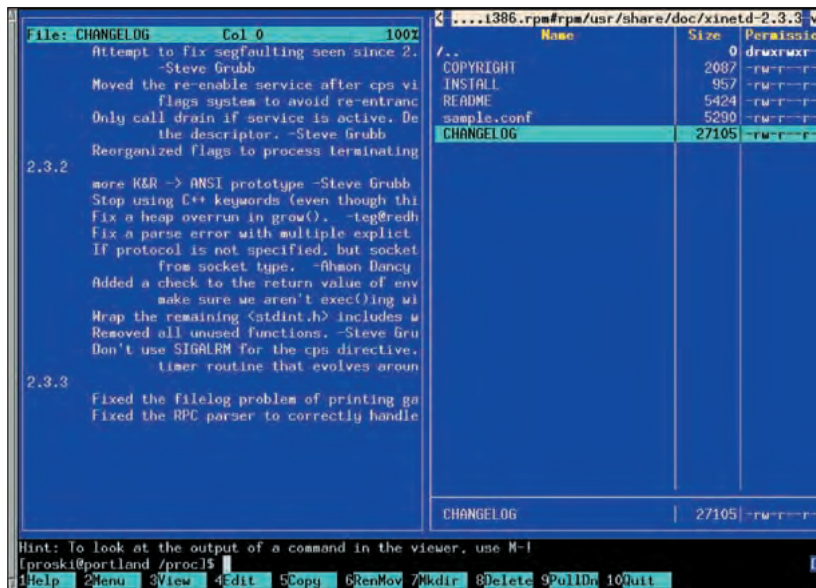 File: CHANGELOG Col 0 100%
Attempt to fix segfaulting seen since 2.
-Steve Grubb
Moved the re-enable service after cps vi
flags system to avoid re-entranc
Only call drain if service is active. De
the descriptor. -Steve Grubb
Reorganized flags to process terminating
2.3.2
more K&R -> ANSI prototype -Steve Grubb
Stop using C++ keywords (even though thi
Fix a heap overrun in grow(). -teg@redh
Fix a parse error with multiple explict
If protocol is not specified, but socket
from socket type. -Ahmon Dancy
Added a check to the return value of env
make sure we aren't exec()ing wi
Wrap the remaining <stdint.h> includes w
Removed all unused functions. -Steve Gru
Don't use SIGALRM for the cps directive.
timer routine that evolves aroun
2.3.3
Fixed the filelog problem of printing ga
Fixed the RPC parser to correctly handle
< ....i386.rpm#rpm/usr/share/doc/xinetd-2.3.3 v
Name Size Permissio
/.. 0 drwxrwxr-
COPYRIGHT 2087 -rw-r--r-
INSTALL 957 -rw-r--r-
README 5424 -rw-r--r-
sample.conf 5290 -rw-r--r-
CHANGELOG 27105 -rw-r--r-
CHANGELOG 27105 -rw-r--r-
Hint: To look at the output of a command in the viewer, use M-!
[proski@portland /proc]$
1Help 2Menu 3View 4Edit 5Copy 6RenMov 7Mkdir 8Delete 9PullDn 10Quit